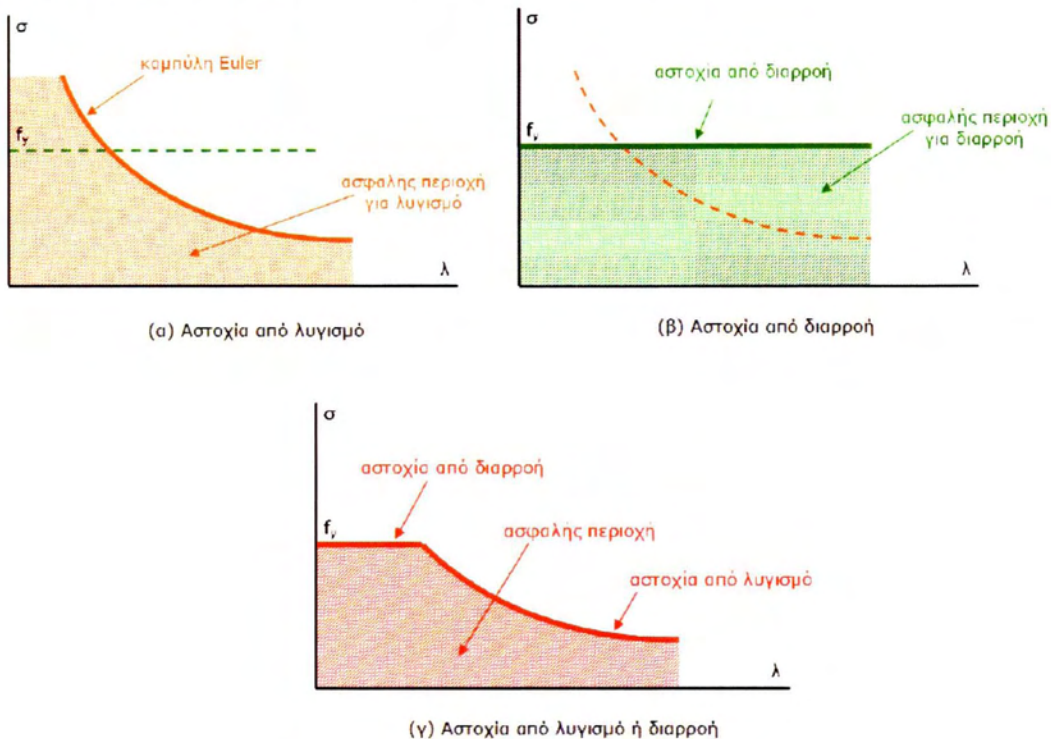 σ
καμπύλη Euler
f_y
ασφαλης περιοχή
για λυγισμό
λ
(α) Αστοχία από λυγισμό
σ
αστοχία από διαρροή
ασφαλής περιοχή
για διαρροή
f_y
λ
(β) Αστοχία από διαρροή
σ
αστοχία από διαρροή
f_y
ασφαλής περιοχή
αστοχία από λυγισμό
λ
(γ) Αστοχία από λυγισμό ή διαρροή